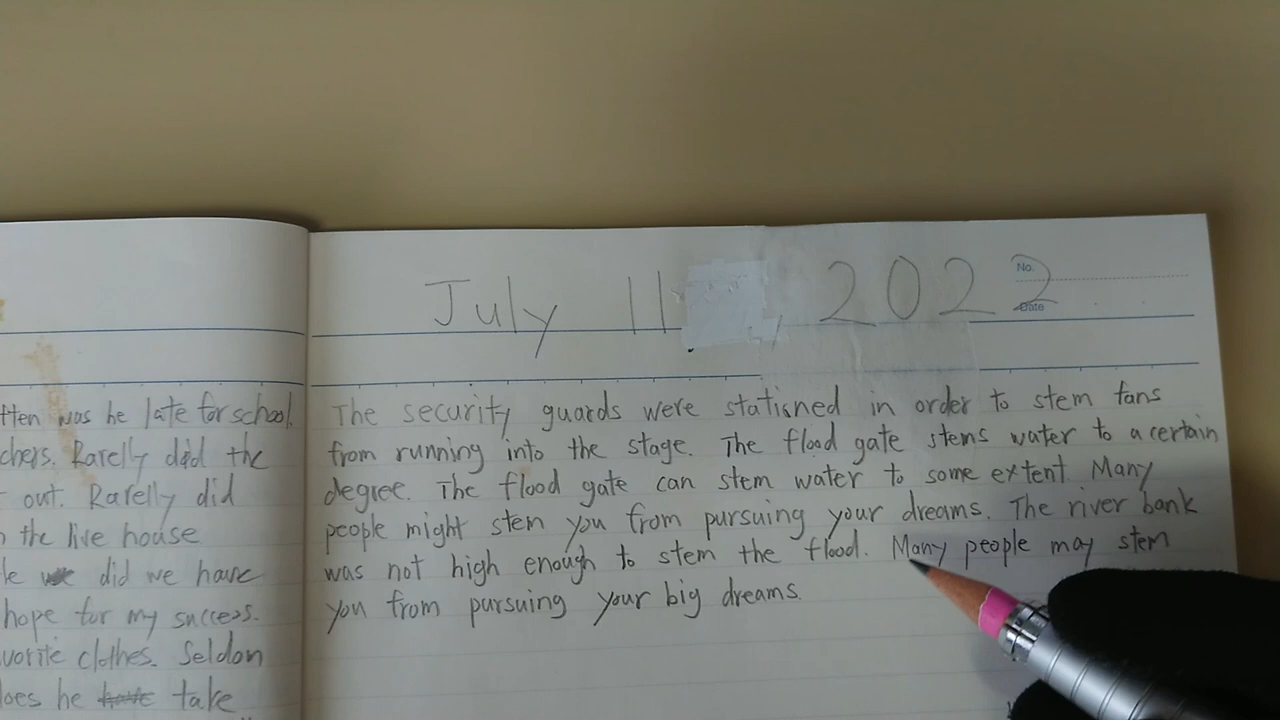 July 11 2022
No.
Date
tten was he late for school.
chers. Rarelly did the
out. Rarelly did
the live house
did we have
hope for my success.
vorite clothes. Seldon
loes he take
The security guards were stationed in order to stem fans
from running into the stage. The flood gate stems water to a certain
degree. The flood gate can stem water to some extent. Many
people might stem you from pursuing your dreams. The river bank
was not high enough to stem the flood. Many people may stem
you from pursuing your big dreams.